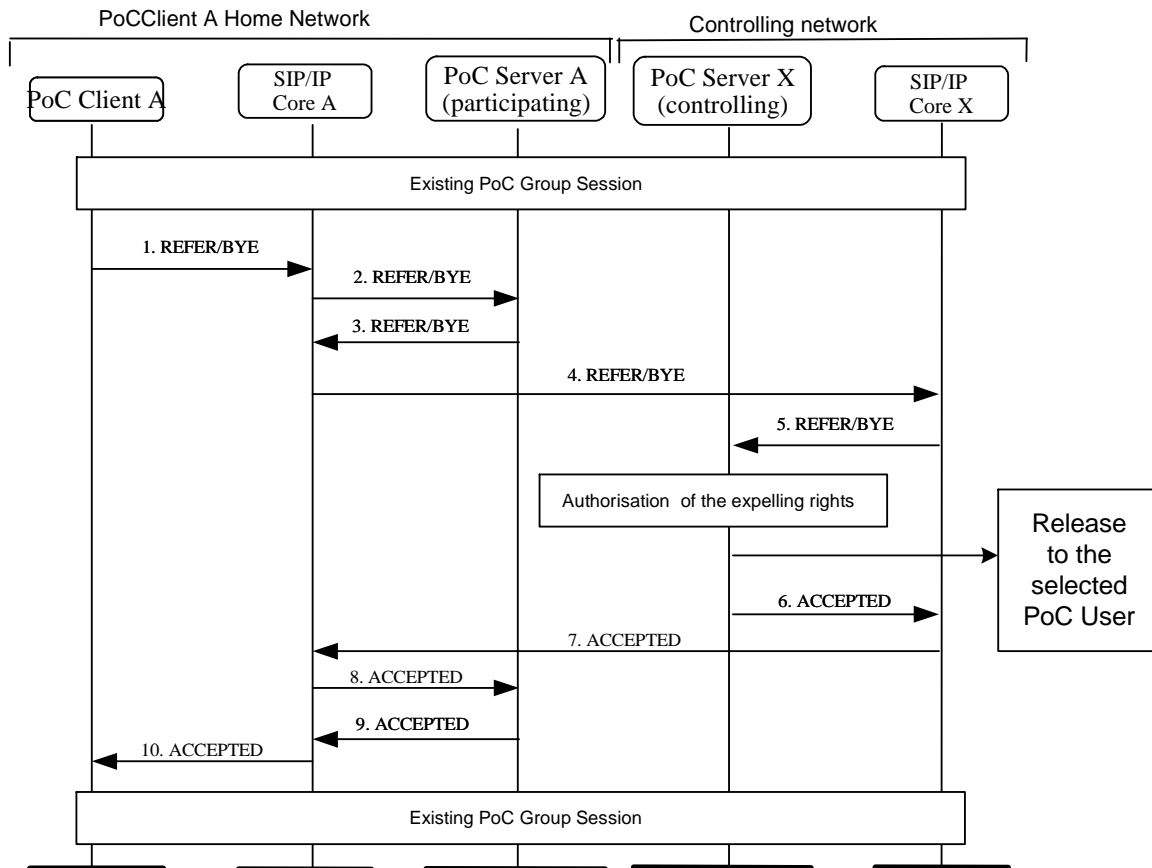 PoCClient A Home Network
Controlling network
PoC Client A
SIP/IP
Core A
PoC Server A
(participating)
PoC Server X
(controlling)
SIP/IP
Core X
Existing PoC Group Session
1. REFER/BYE
2. REFER/BYE
3. REFER/BYE
4. REFER/BYE
5. REFER/BYE
Authorisation of the expelling rights
Release
to the
selected
PoC User
6. ACCEPTED
7. ACCEPTED
8. ACCEPTED
9. ACCEPTED
10. ACCEPTED
Existing PoC Group Session